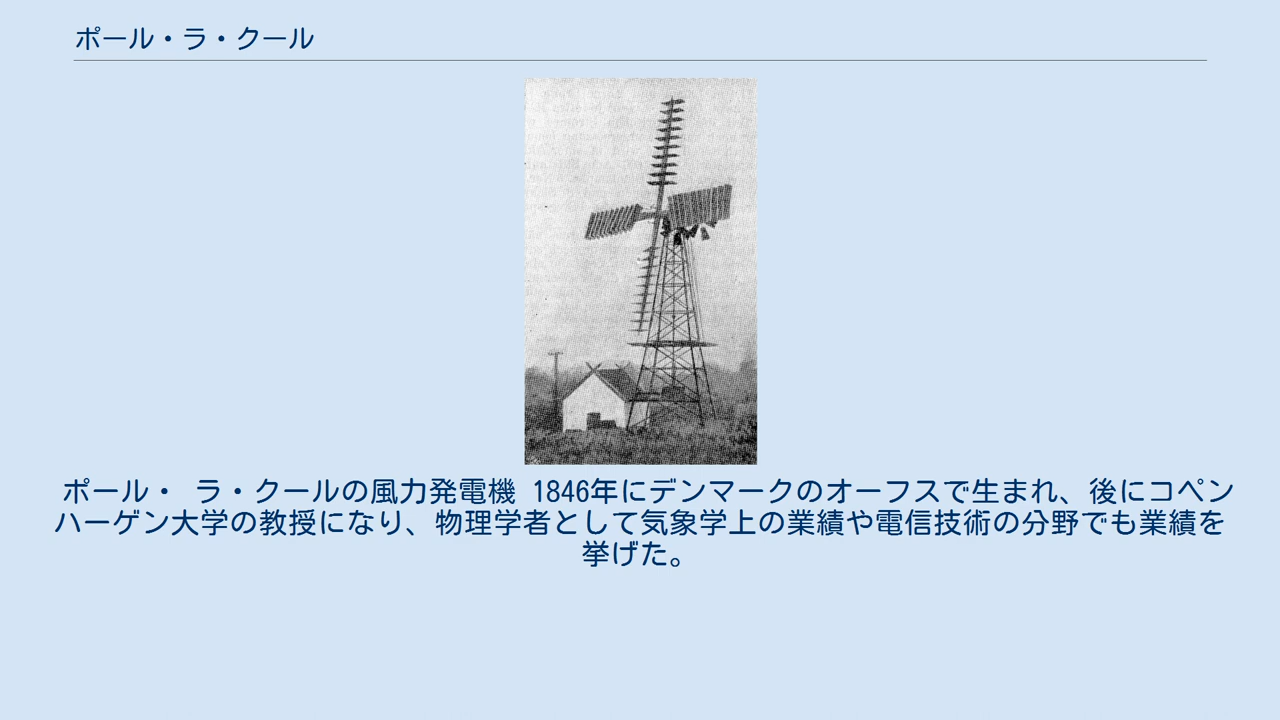 ポール・ラ・クール
ポール・ ラ・クールの風力発電機 1846年にデンマークのオーフスで生まれ、後にコペン
ハーゲン大学の教授になり、物理学者として気象学上の業績や電信技術の分野でも業績を
挙げた。